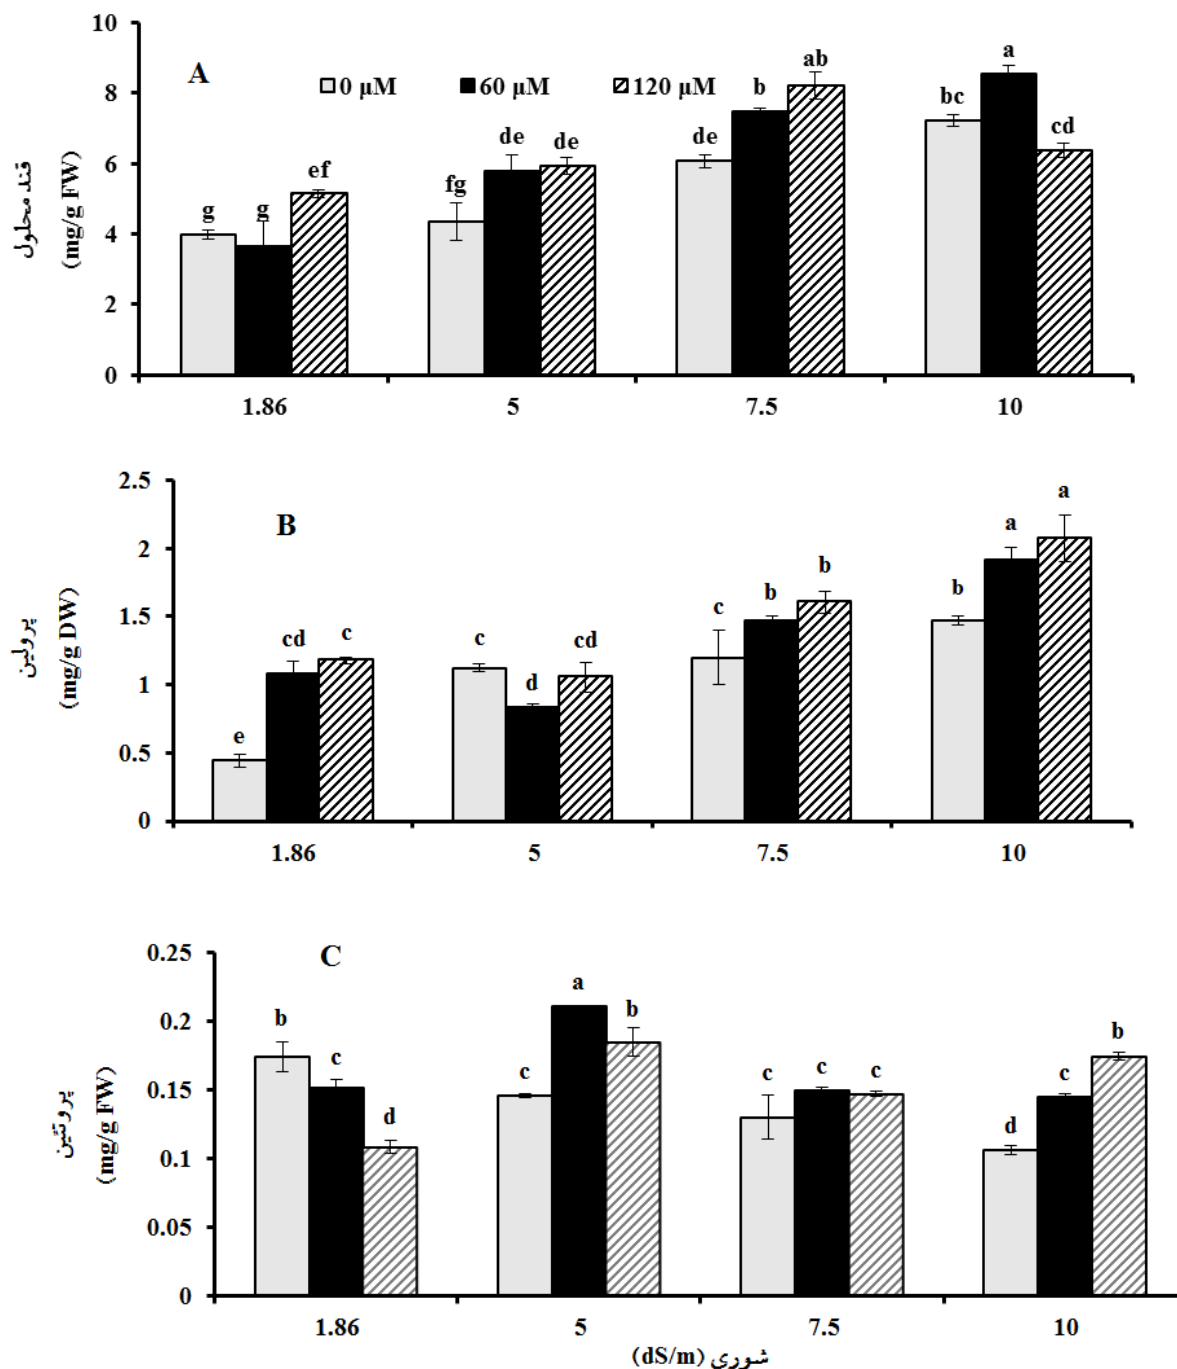 10
A
0 µM 60 µM 120 µM
8
6
4
2
0
قند محلول
(mg/g FW)
g g ef
fg de de
de b ab
bc a cd
1.86 5 7.5 10
2.5
B
2
1.5
1
0.5
0
پرولین
(mg/g DW)
e cd c
c d cd
c b b
b a a
1.86 5 7.5 10
0.25
C
0.2
0.15
0.1
0.05
0
پروتئین
(mg/g FW)
b c d
c a b
c c c
d c b
1.86 5 7.5 10
شوری (dS/m)